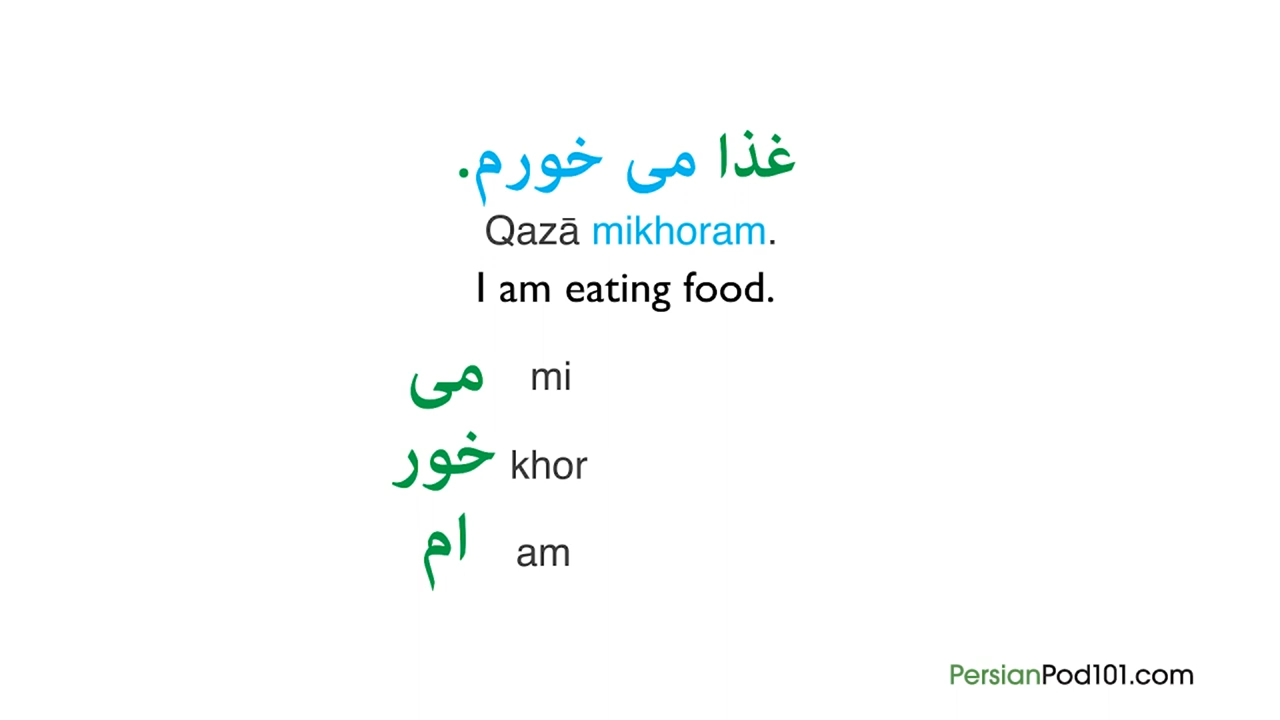 غذا می خورم.
Qazā mikhoram.
I am eating food.
می mi
خور khor
ام am
PersianPod101.com